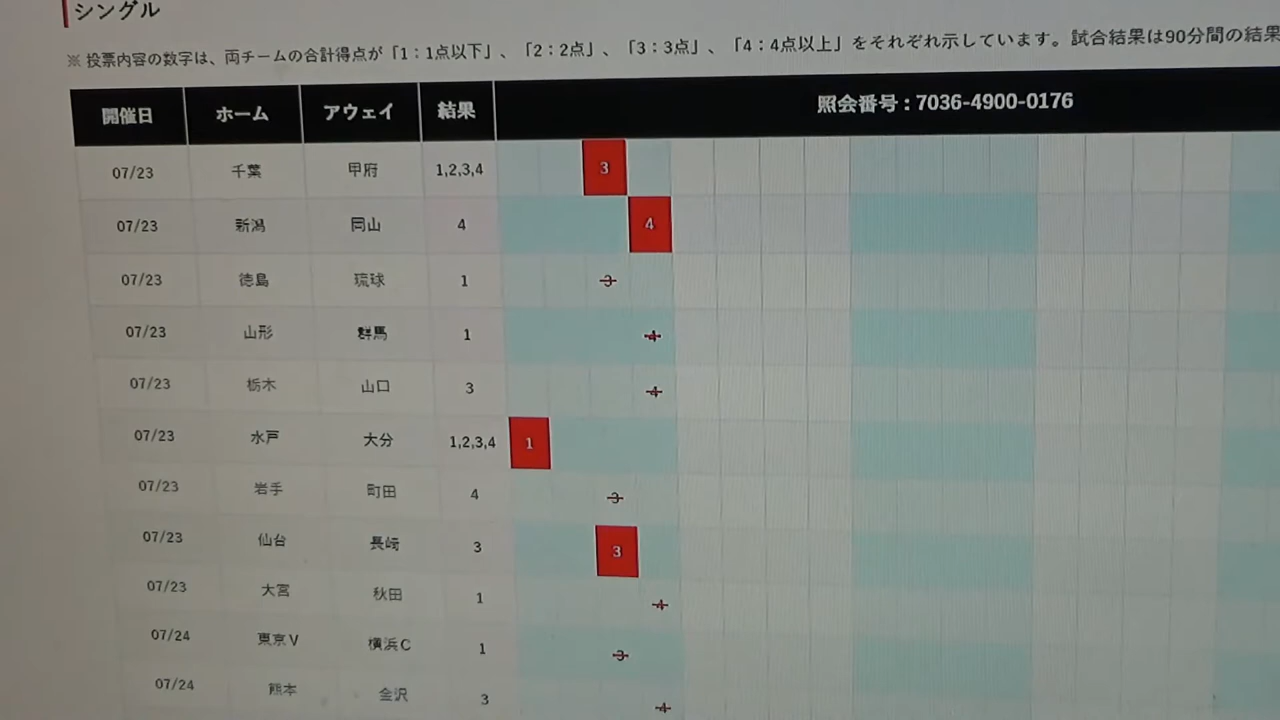 シングル
※ 投票内容の数字は、両チームの合計得点が「1：1点以下」、「2：2点」、「3：3点」、「4：4点以上」をそれぞれ示しています。試合結果は90分間の結果
開催日 ホーム アウェイ 結果 照会番号 : 7036-4900-0176
07/23 千葉 甲府 1,2,3,4 3
07/23 新潟 岡山 4 4
07/23 徳島 琉球 1 3
07/23 山形 群馬 1 4
07/23 栃木 山口 3 4
07/23 水戸 大分 1,2,3,4 1
07/23 岩手 町田 4 3
07/23 仙台 長崎 3 3
07/23 大宮 秋田 1 4
07/24 東京V 横浜C 1 3
07/24 熊本 金沢 3 4